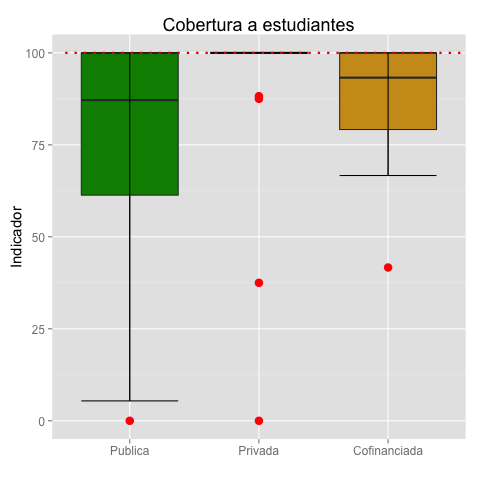 Cobertura a estudiantes
Indicador
100
75
50
25
0
Publica
Privada
Cofinanciada